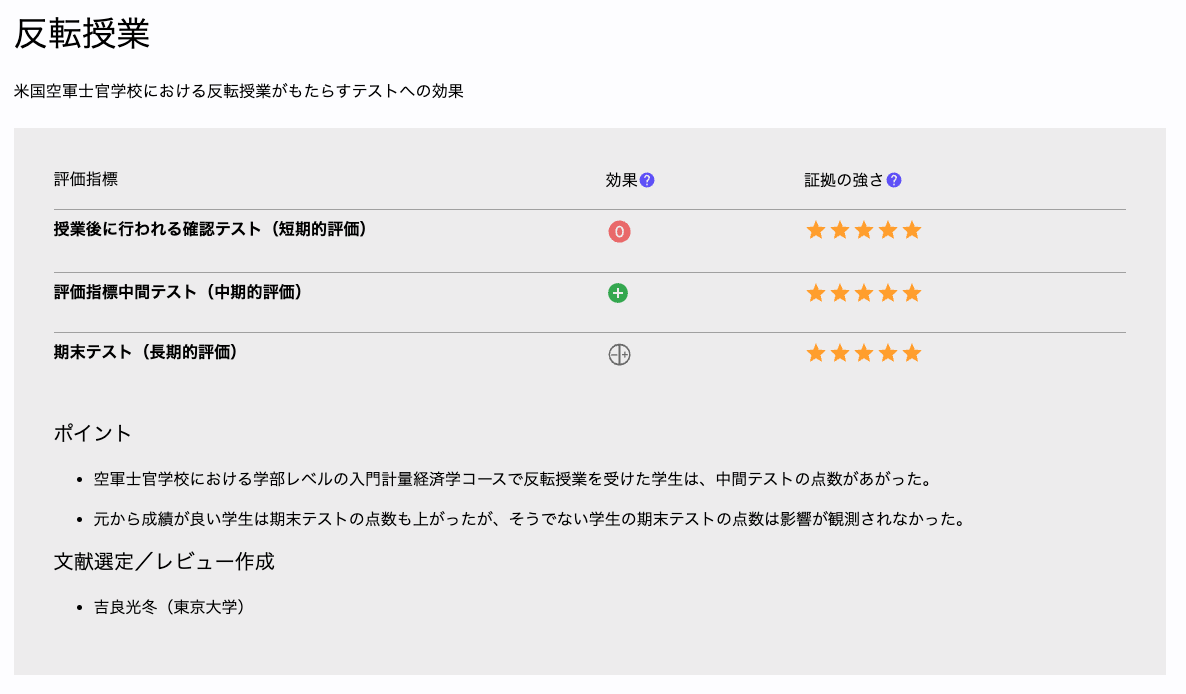 反転授業
米国空軍士官学校における反転授業がもたらすテストへの効果
評価指標 効果? 証拠の強さ?
授業後に行われる確認テスト（短期的評価） 0 ★★★★★
評価指標中間テスト（中期的評価） + ★★★★★
期末テスト（長期的評価） -+ ★★★★★
ポイント
• 空軍士官学校における学部レベルの入門計量経済学コースで反転授業を受けた学生は、中間テストの点数があがった。
• 元から成績が良い学生は期末テストの点数も上がったが、そうでない学生の期末テストの点数は影響が観測されなかった。
文献選定／レビュー作成
• 吉良光冬（東京大学）